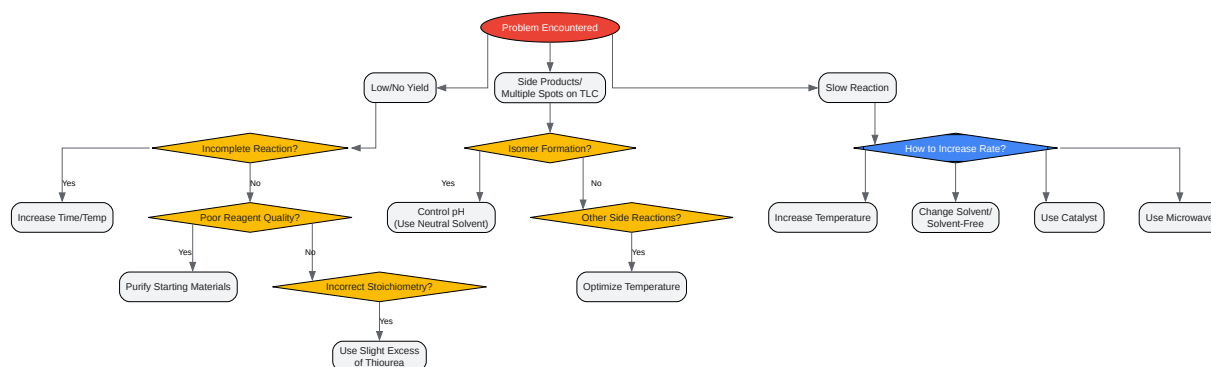 Problem Encountered
Low/No Yield
Side Products/
Multiple Spots on TLC
Slow Reaction
Incomplete Reaction?
Isomer Formation?
How to Increase Rate?
Yes
No
Yes
No
Increase Time/Temp
Poor Reagent Quality?
Control pH
(Use Neutral Solvent)
Other Side Reactions?
Increase Temperature
Change Solvent/
Solvent-Free
Use Catalyst
Use Microwave
Yes
No
Yes
Purify Starting Materials
Incorrect Stoichiometry?
Optimize Temperature
Yes
Use Slight Excess
of Thiourea